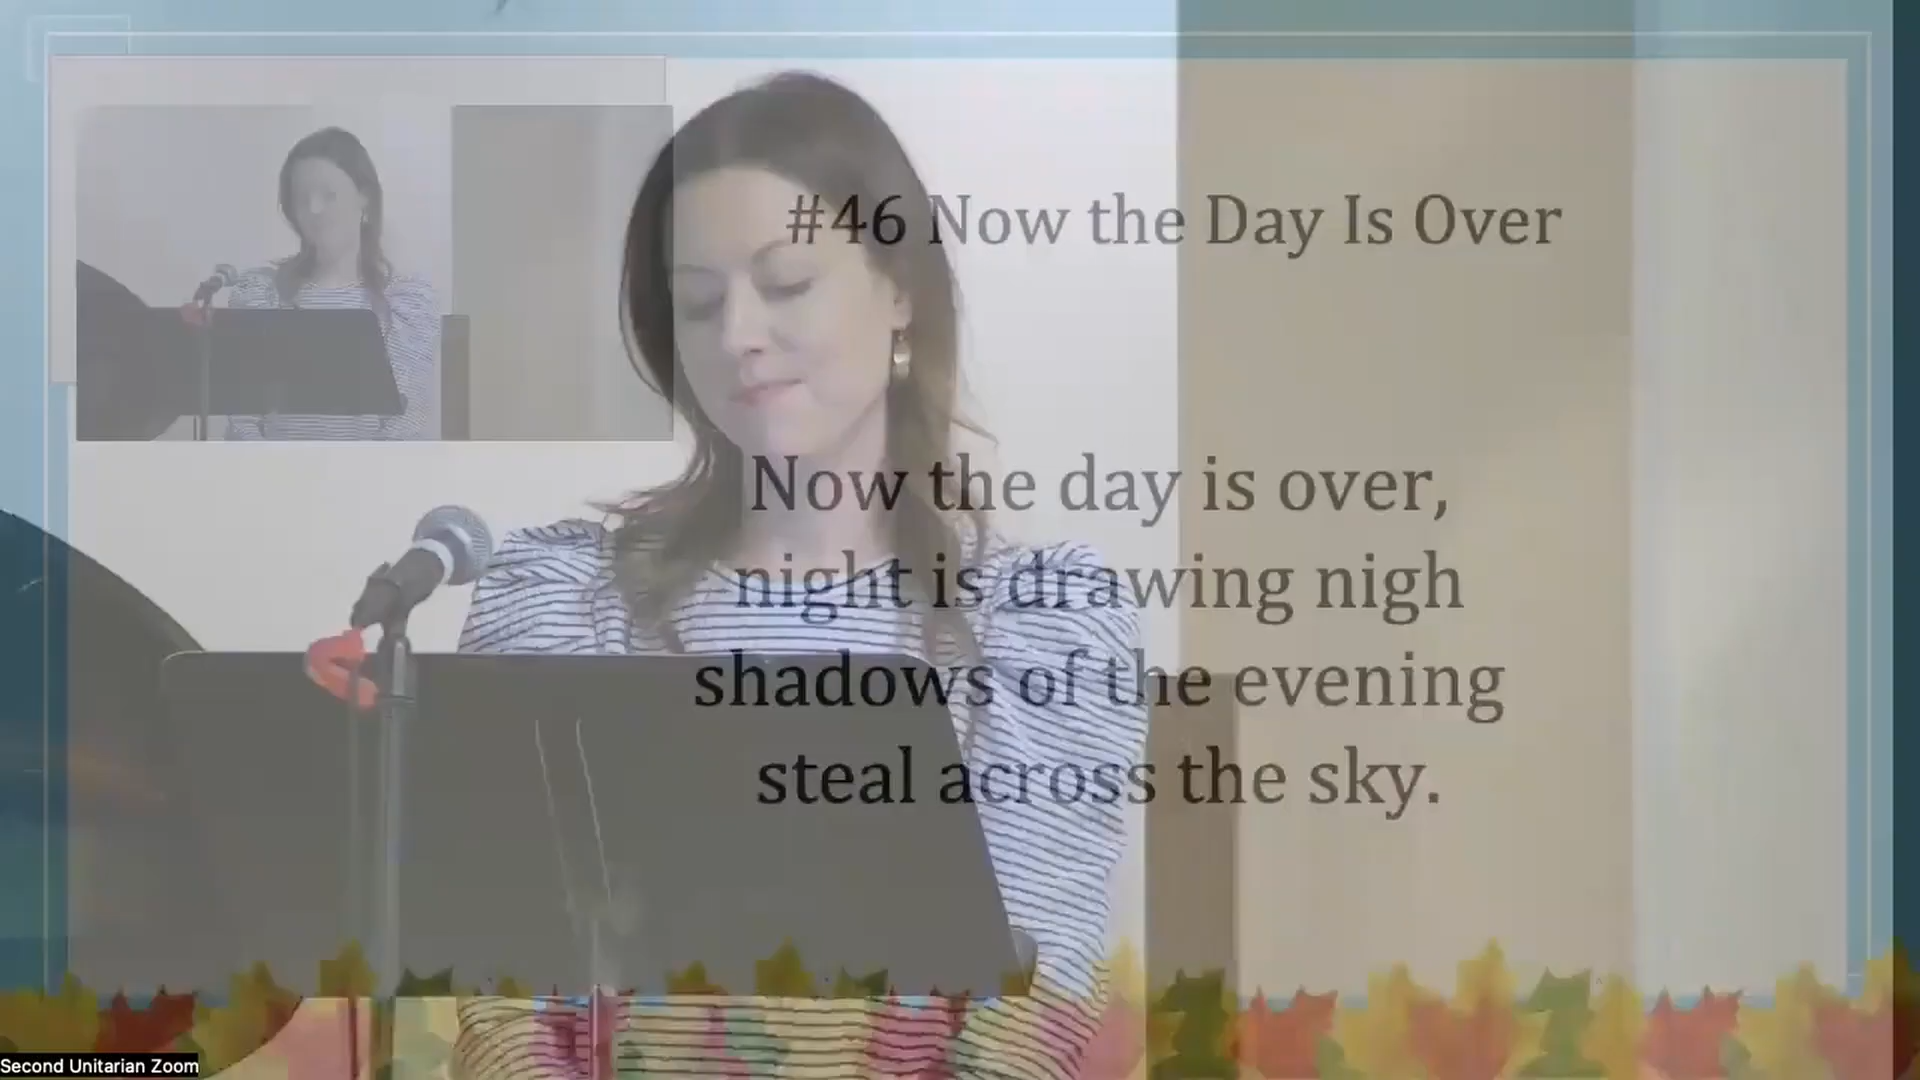 #46 Now the Day Is Over
Now the day is over,
night is drawing nigh
shadows of the evening
steal across the sky.
Second Unitarian Zoom